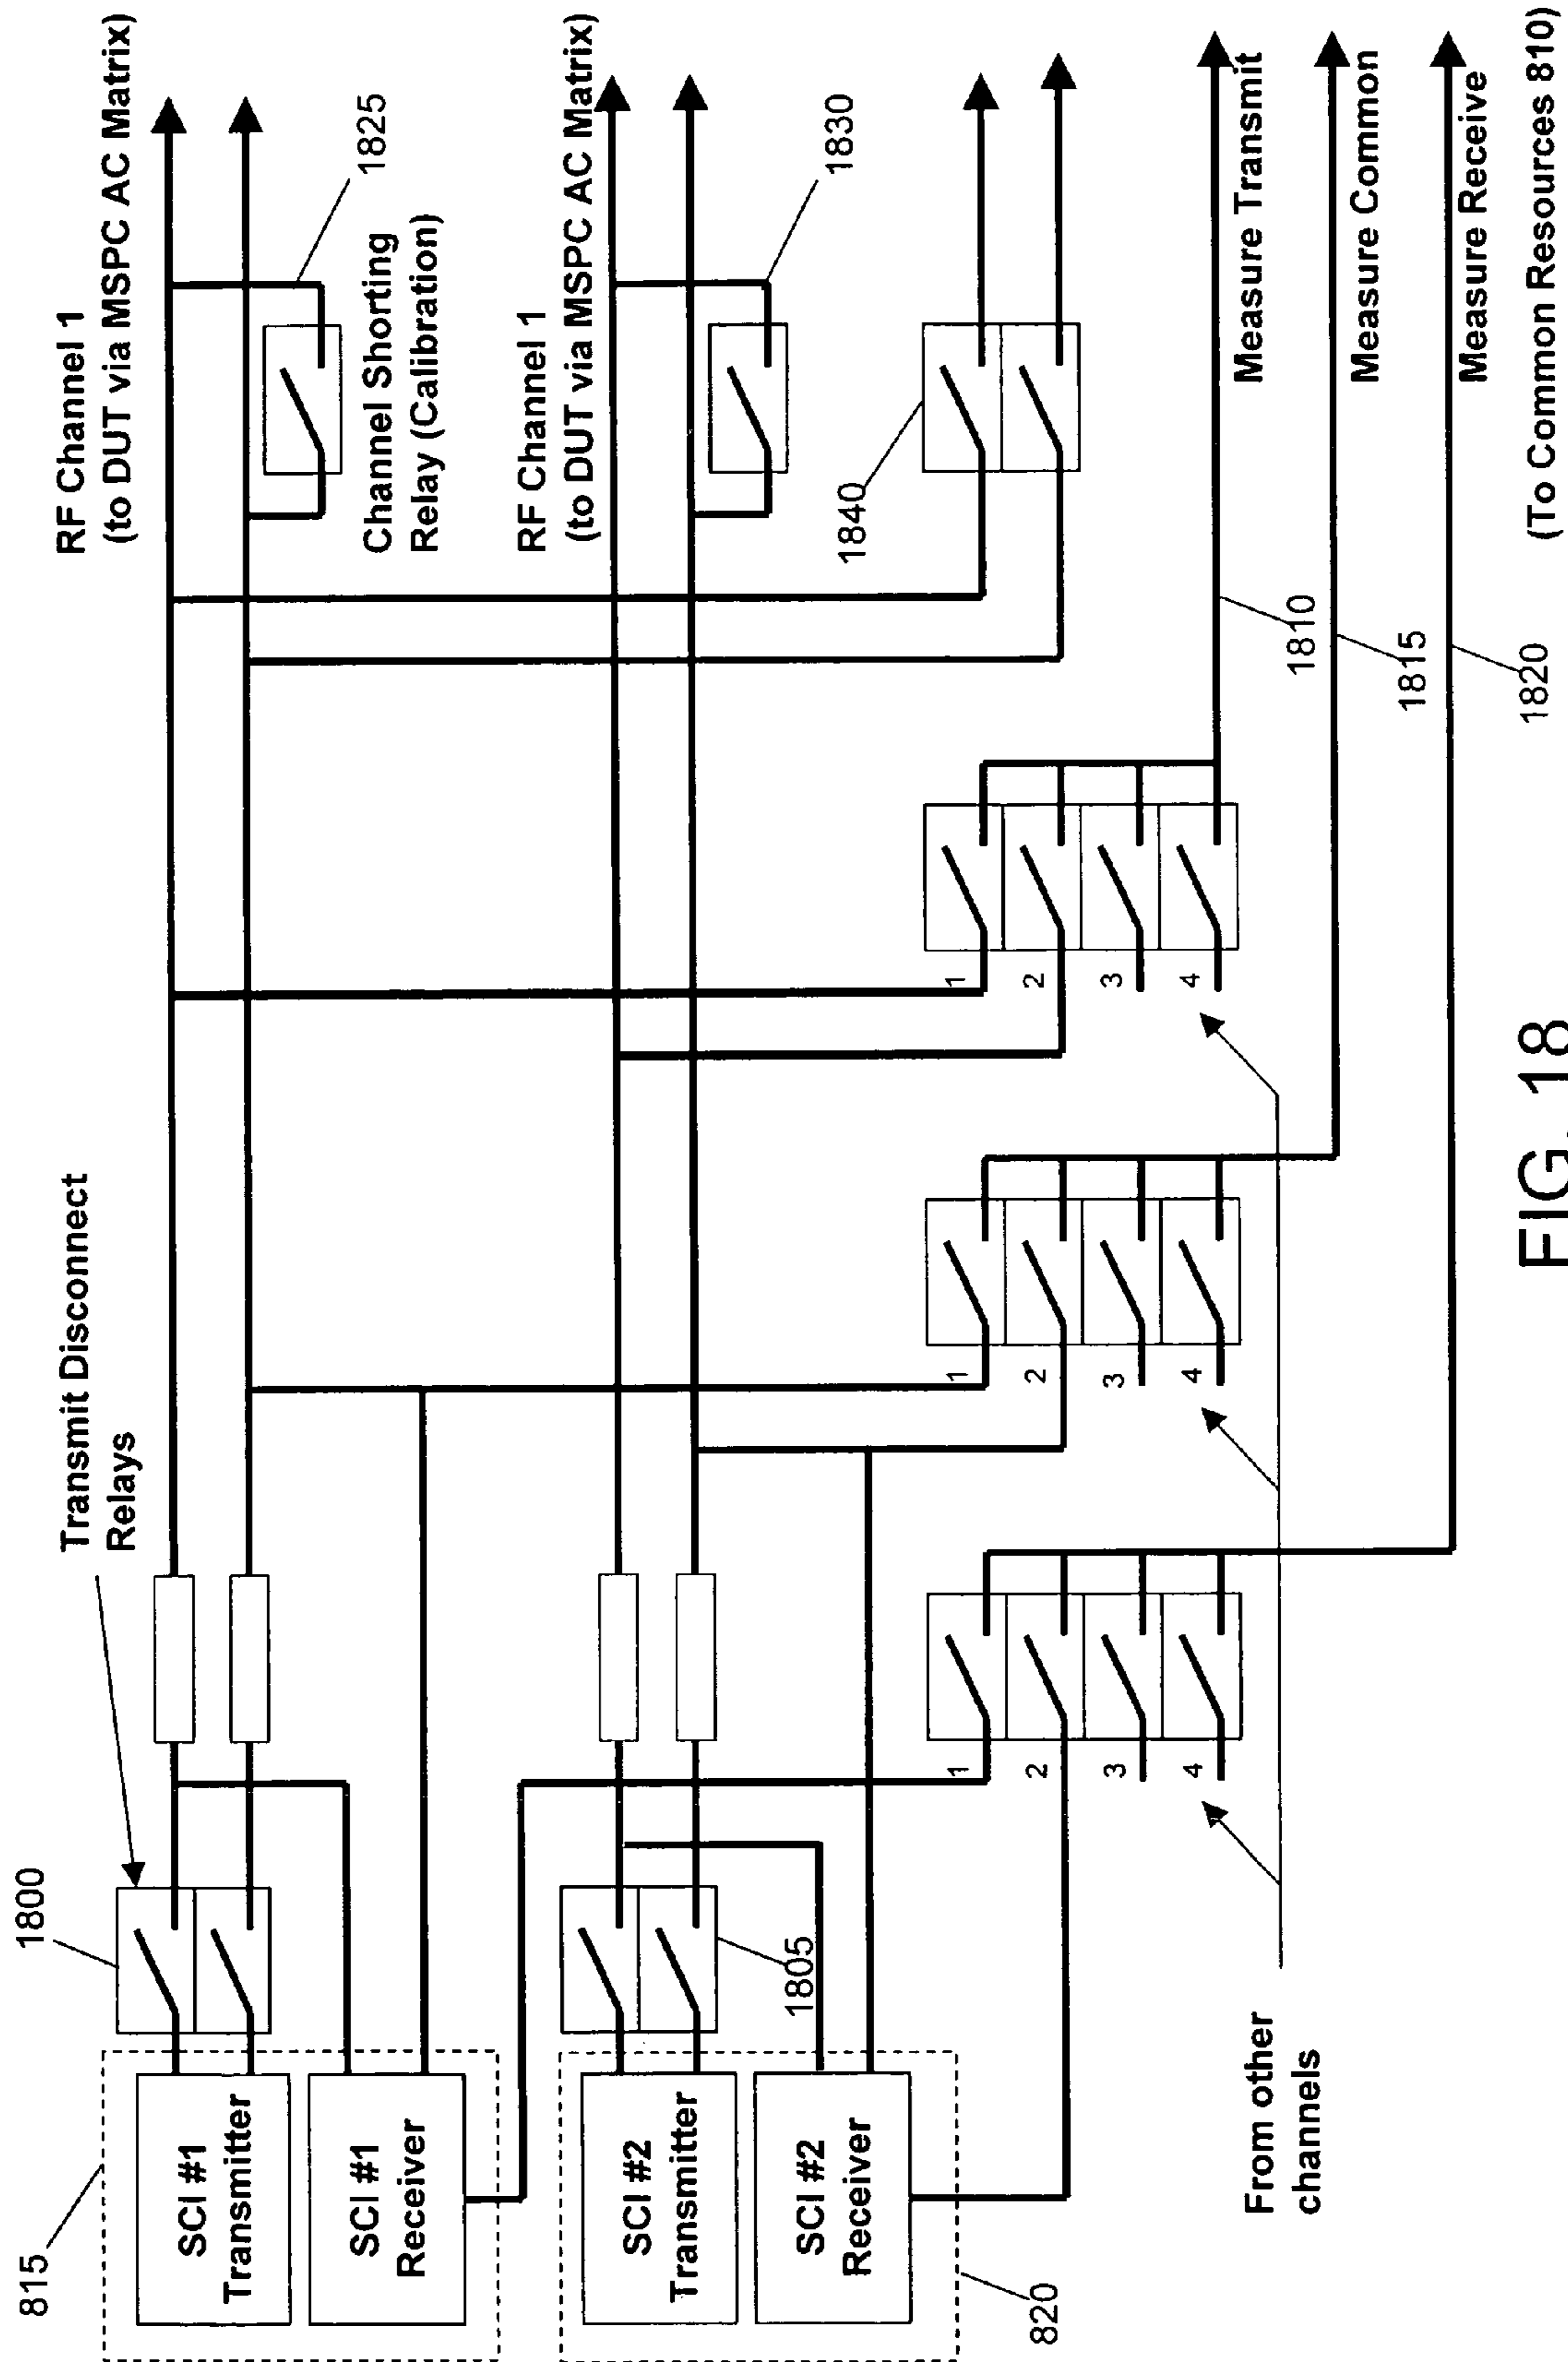 815
SCI #1
Transmitter
SCI #1
Receiver
1800
Transmit Disconnect
Relays
RF Channel 1
(to DUT via MSPC AC Matrix)
1825
Channel Shorting
Relay (Calibration)
820
SCI #2
Transmitter
SCI #2
Receiver
1805
RF Channel 1
(to DUT via MSPC AC Matrix)
1830
1840
1
2
3
4
1
2
3
4
1
2
3
4
From other
channels
1810
Measure Transmit
1815
Measure Common
1820
Measure Receive
(To Common Resources 810)
FIG. 18